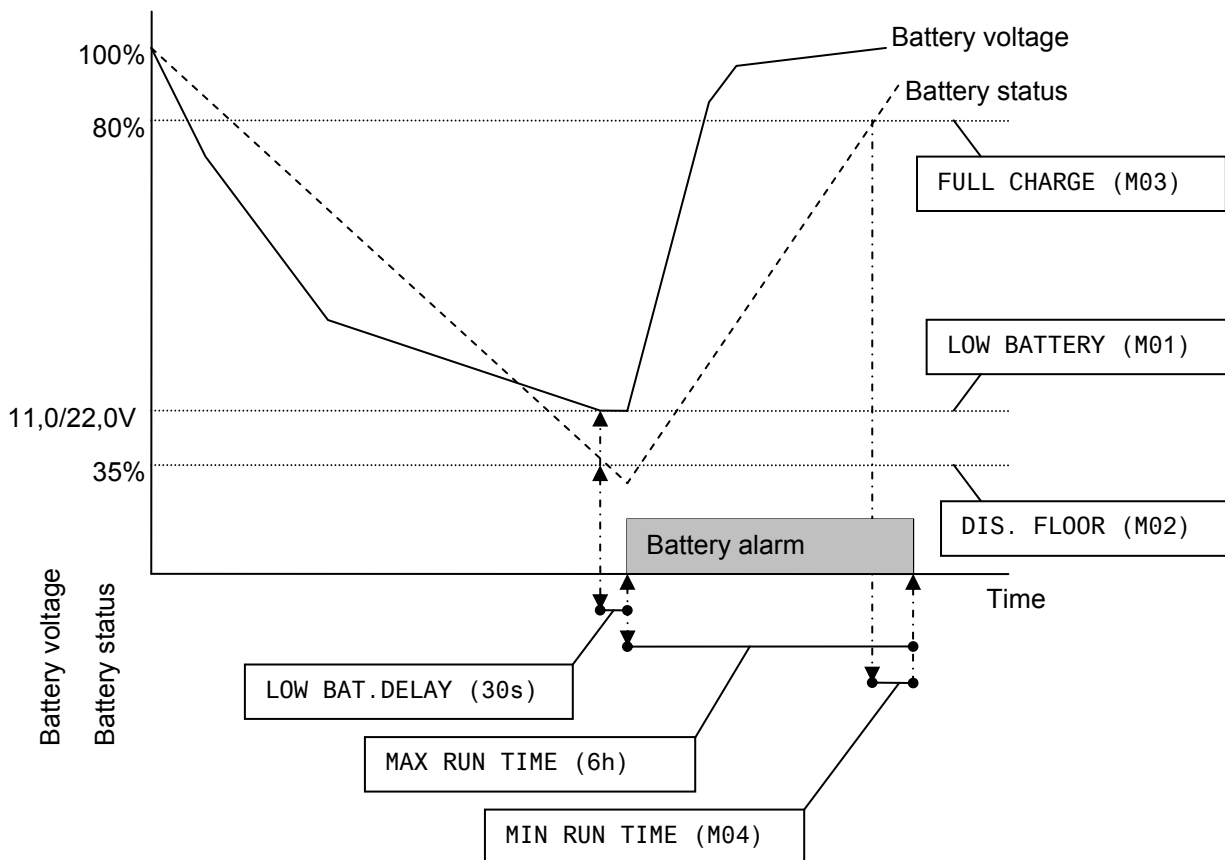 100%
Battery voltage
Battery status
80%
FULL CHARGE (M03)
LOW BATTERY (M01)
11,0/22,0V
35%
DIS. FLOOR (M02)
Battery alarm
Time
Battery voltage
Battery status
LOW BAT.DELAY (30s)
MAX RUN TIME (6h)
MIN RUN TIME (M04)